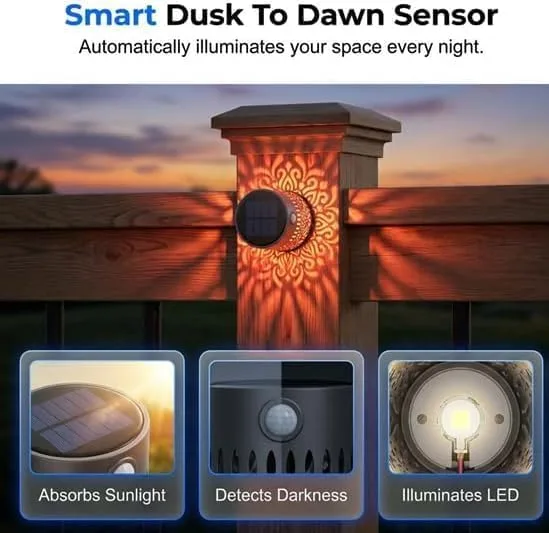 Smart Dusk To Dawn Sensor
Automatically illuminates your space every night.
Absorbs Sunlight
Detects Darkness
Illuminates LED